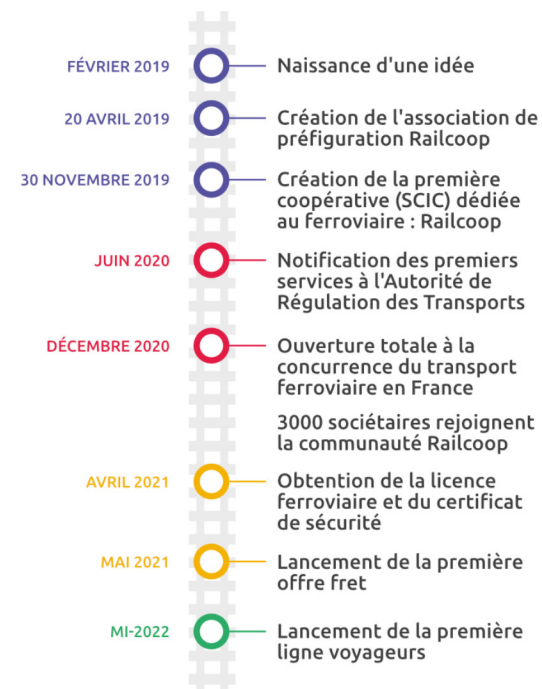 FÉVRIER 2019
Naissance d'une idée
20 AVRIL 2019
Création de l'association de
préfiguration Railcoop
30 NOVEMBRE 2019
Création de la première
coopérative (SCIC) dédiée
au ferroviaire : Railcoop
JUIN 2020
Notification des premiers
services à l'Autorité de
Régulation des Transports
DÉCEMBRE 2020
Ouverture totale à la
concurrence du transport
ferroviaire en France
3000 sociétaires rejoignent
la communauté Railcoop
AVRIL 2021
Obtention de la licence
ferroviaire et du certificat
de sécurité
MAI 2021
Lancement de la première
offre fret
MI-2022
Lancement de la première
ligne voyageurs